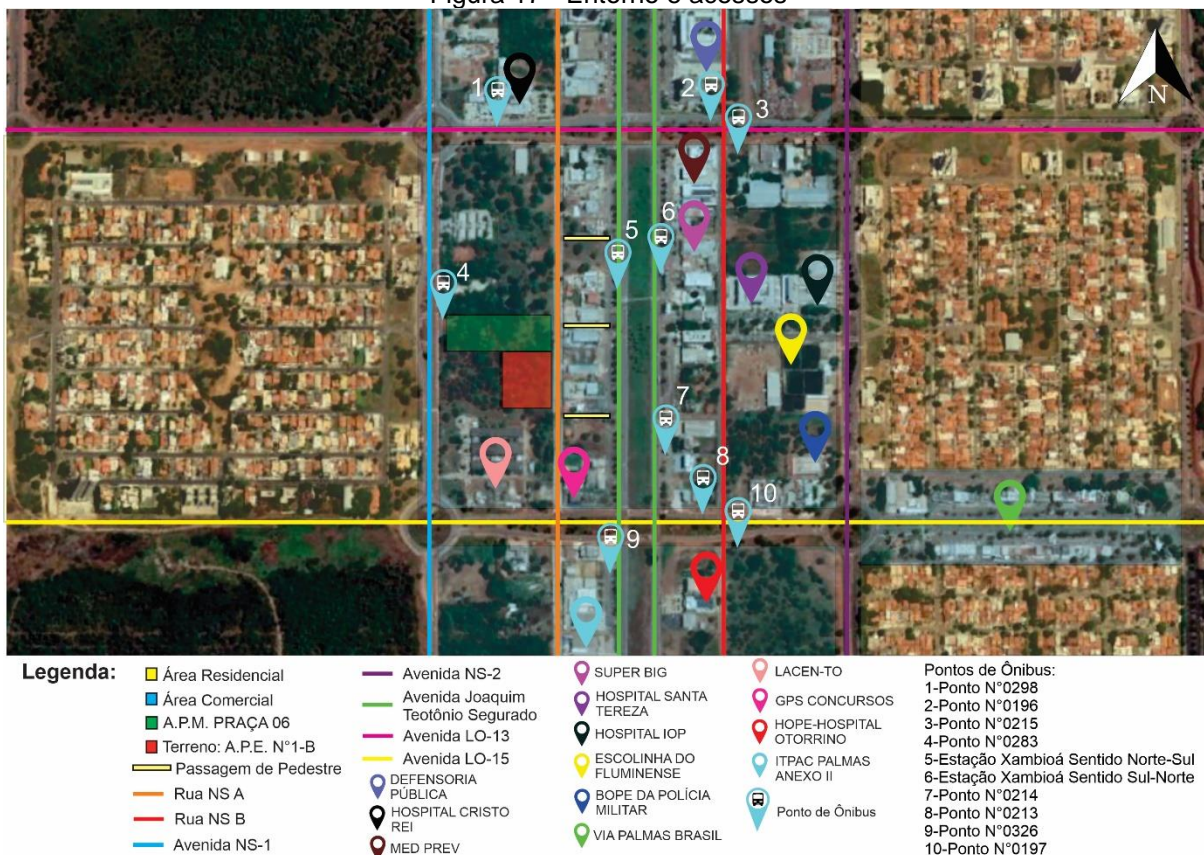 Figura 17 - Entorno e acessos
N
1
2
3
4
5
6
7
8
9
10
Legenda:
Área Residencial
Área Comercial
A.P.M. PRAÇA 06
Terreno: A.P.E. N°1-B
Passagem de Pedestre
Rua NS A
Rua NS B
Avenida NS-1
Avenida NS-2
Avenida Joaquim
Teotônio Segurado
Avenida LO-13
Avenida LO-15
DEFENSORIA
PÚBLICA
HOSPITAL CRISTO
REI
MED PREV
SUPER BIG
HOSPITAL SANTA
TEREZA
HOSPITAL IOP
ESCOLINHA DO
FLUMINENSE
BOPE DA POLÍCIA
MILITAR
VIA PALMAS BRASIL
LACEN-TO
GPS CONCURSOS
HOPE-HOSPITAL
OTORRINO
ITPAC PALMAS
ANEXO II
Ponto de Ônibus
Pontos de Ônibus:
1-Ponto N°0298
2-Ponto N°0196
3-Ponto N°0215
4-Ponto N°0283
5-Estação Xambioá Sentido Norte-Sul
6-Estação Xambioá Sentido Sul-Norte
7-Ponto N°0214
8-Ponto N°0213
9-Ponto N°0326
10-Ponto N°0197